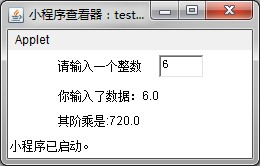 小程序查看器：test...
Applet
请输入一个整数 6
你输入了数据：6.0
其阶乘是:720.0
小程序已启动。